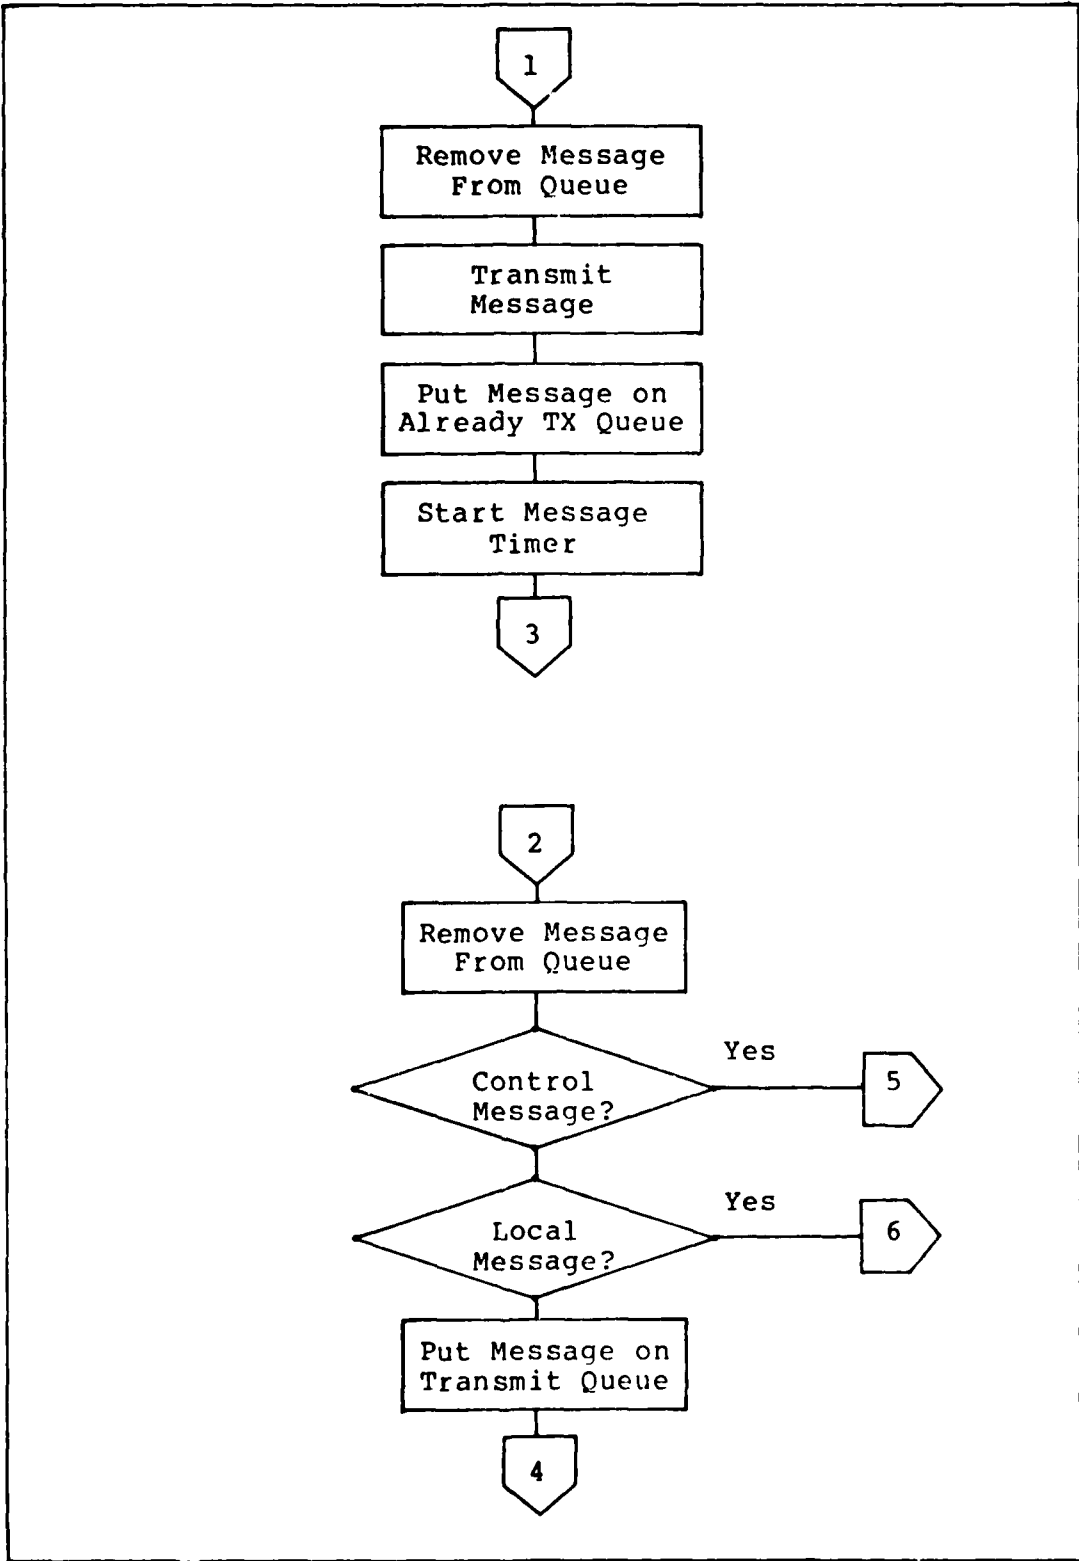 1
Remove Message
From Queue
Transmit
Message
Put Message on
Already TX Queue
Start Message
Timer
3
2
Remove Message
From Queue
Yes
Control
Message?
5
Yes
Local
Message?
6
Put Message on
Transmit Queue
4